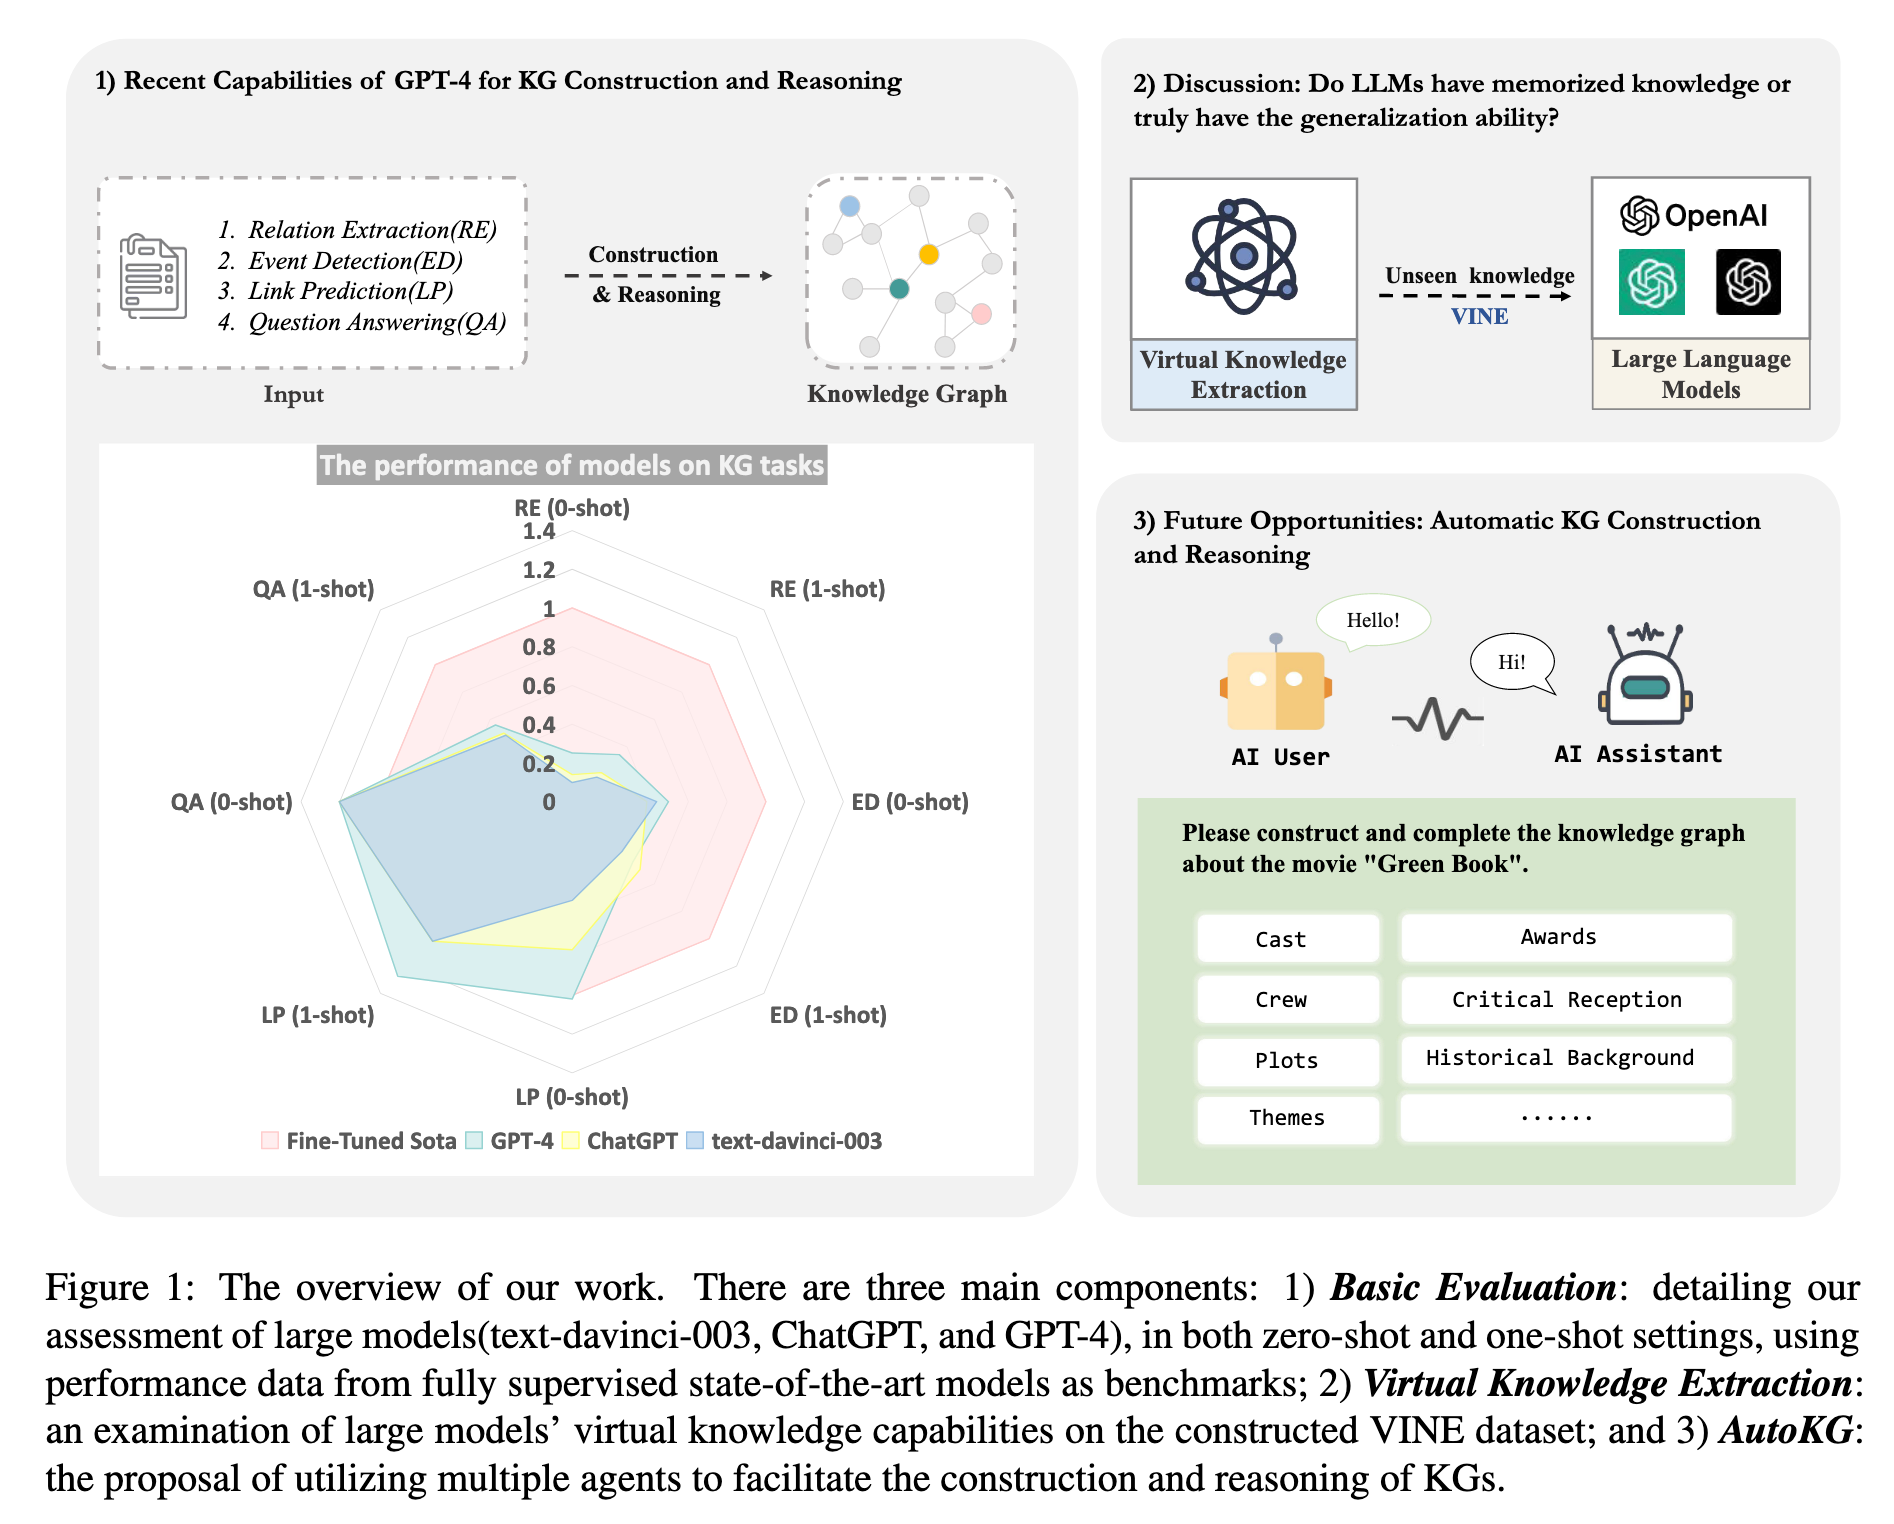 1) Recent Capabilities of GPT-4 for KG Construction and Reasoning
1. Relation Extraction(RE)
2. Event Detection(ED)
3. Link Prediction(LP)
4. Question Answering(QA)
Input
Construction
& Reasoning
Knowledge Graph
The performance of models on KG tasks
RE (0-shot)
1.4
1.2
1
0.8
0.6
0.4
0.2
0
QA (1-shot)
RE (1-shot)
QA (0-shot)
ED (0-shot)
LP (1-shot)
ED (1-shot)
LP (0-shot)
Fine-Tuned Sota GPT-4 ChatGPT text-davinci-003
2) Discussion: Do LLMs have memorized knowledge or
truly have the generalization ability?
Virtual Knowledge
Extraction
Unseen knowledge
VINE
OpenAI
Large Language
Models
3) Future Opportunities: Automatic KG Construction
and Reasoning
Hello!
Hi!
AI User
AI Assistant
Please construct and complete the knowledge graph
about the movie "Green Book".
Cast
Awards
Crew
Critical Reception
Plots
Historical Background
Themes
......
Figure 1: The overview of our work. There are three main components: 1) Basic Evaluation: detailing our
assessment of large models(text-davinci-003, ChatGPT, and GPT-4), in both zero-shot and one-shot settings, using
performance data from fully supervised state-of-the-art models as benchmarks; 2) Virtual Knowledge Extraction:
an examination of large models’ virtual knowledge capabilities on the constructed VINE dataset; and 3) AutoKG:
the proposal of utilizing multiple agents to facilitate the construction and reasoning of KGs.